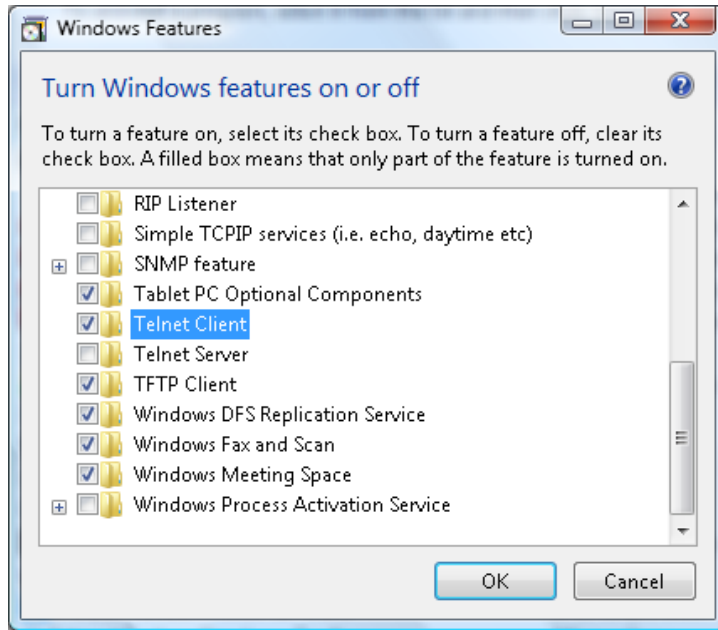 Windows Features
Turn Windows features on or off
To turn a feature on, select its check box. To turn a feature off, clear its
check box. A filled box means that only part of the feature is turned on.
RIP Listener
Simple TCPIP services (i.e. echo, daytime etc)
SNMP feature
Tablet PC Optional Components
Telnet Client
Telnet Server
TFTP Client
Windows DFS Replication Service
Windows Fax and Scan
Windows Meeting Space
Windows Process Activation Service
OK Cancel